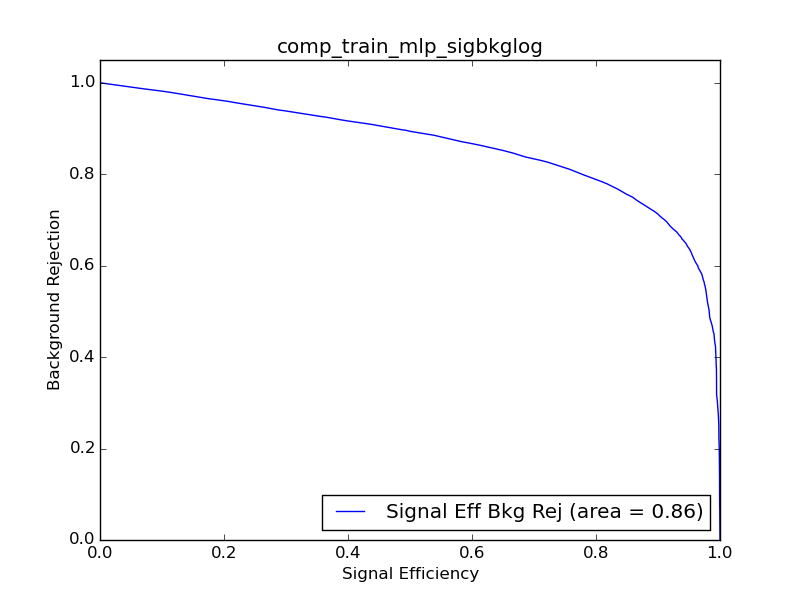 comp_train_mlp_sigbkglog
1.0
0.8
0.6
0.4
0.2
0.0
Background Rejection
Signal Eff Bkg Rej (area = 0.86)
0.0 0.2 0.4 0.6 0.8 1.0
Signal Efficiency